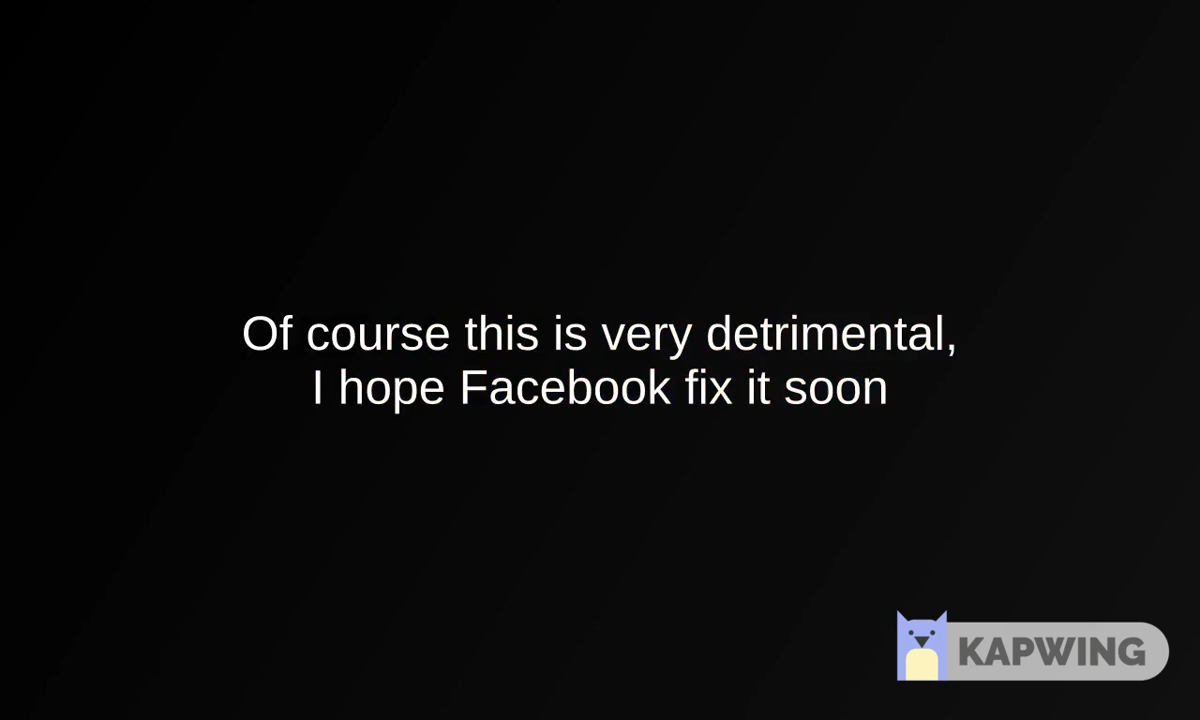 Of course this is very detrimental,
I hope Facebook fix it soon
KAPWING